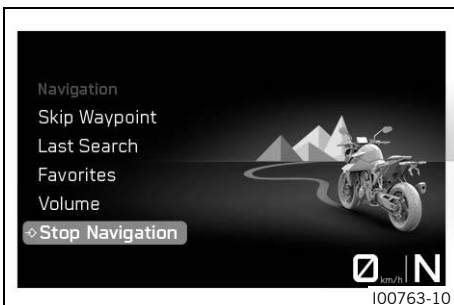 Navigation
Skip Waypoint
Last Search
Favorites
Volume
Stop Navigation
0 km/h N
I00763-10